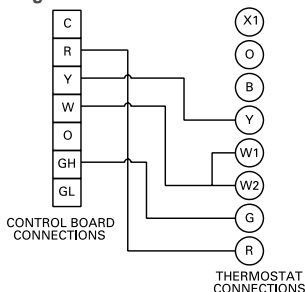 C
R
Y
W
O
GH
GL
CONTROL BOARD
CONNECTIONS
X1
O
B
Y
W1
W2
G
R
THERMOSTAT
CONNECTIONS